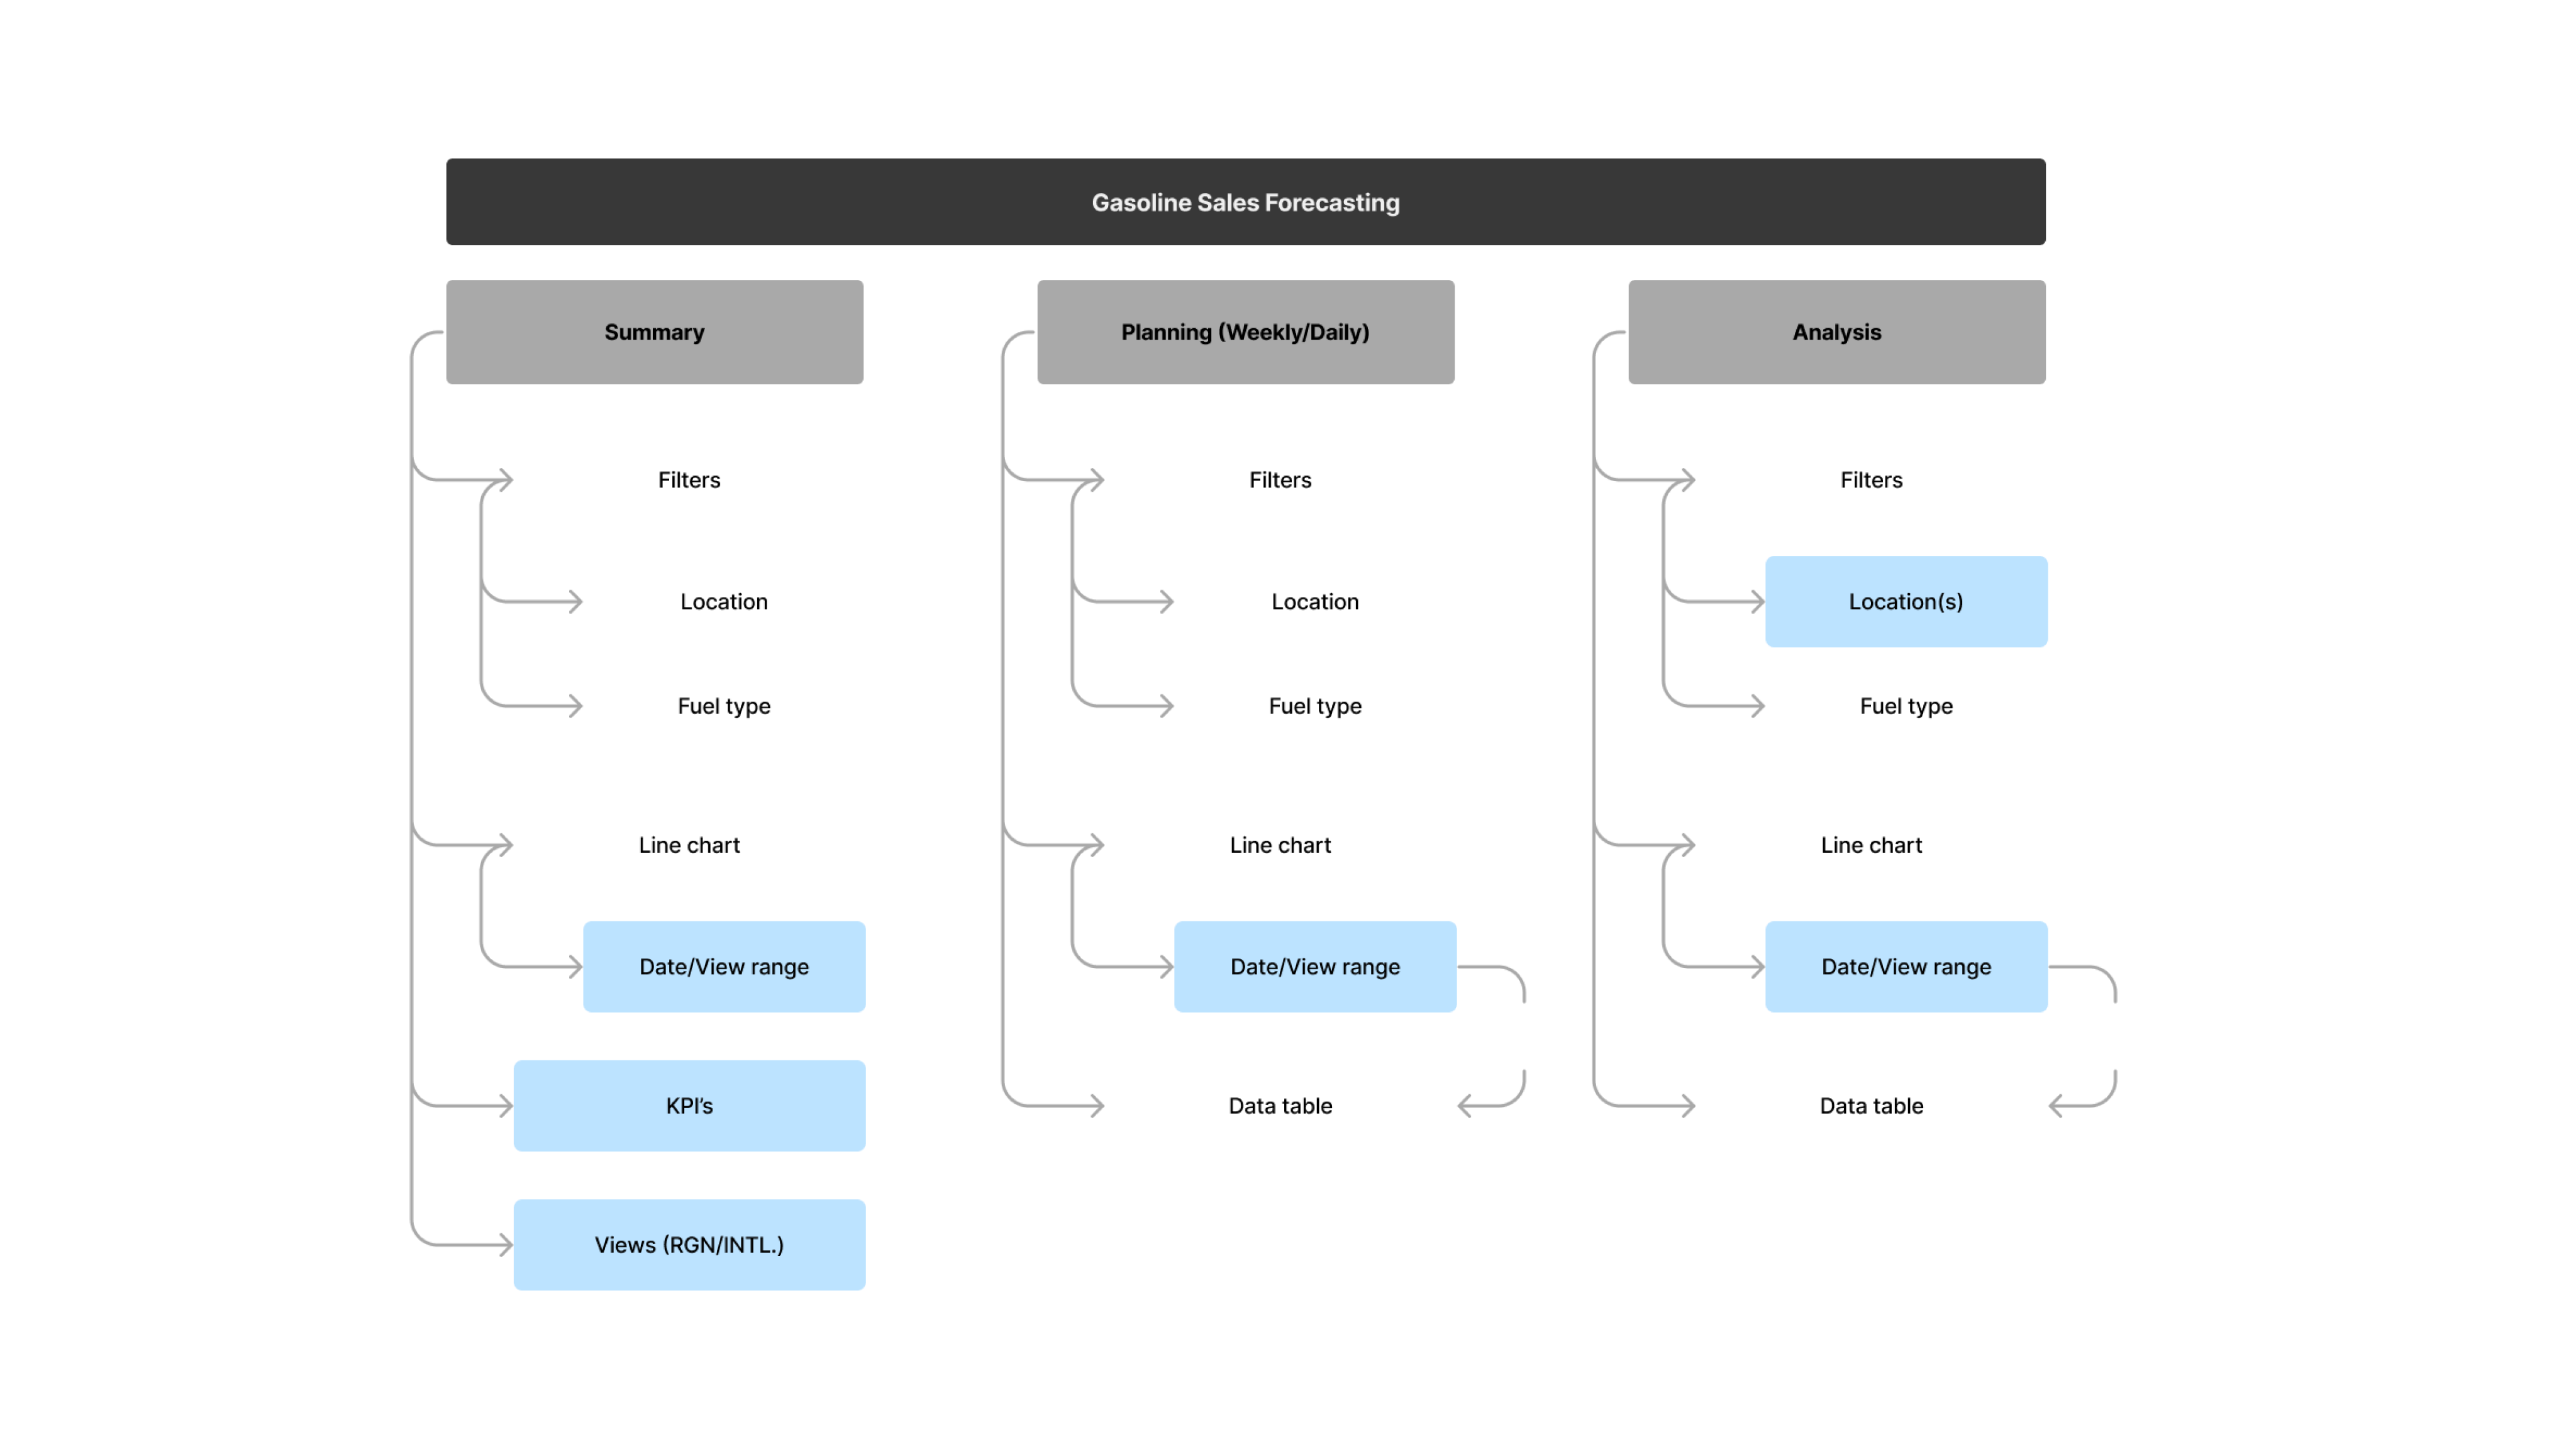 Gasoline Sales Forecasting
Summary
Filters
Location
Fuel type
Line chart
Date/View range
KPI’s
Views (RGN/INTL.)
Planning (Weekly/Daily)
Filters
Location
Fuel type
Line chart
Date/View range
Data table
Analysis
Filters
Location(s)
Fuel type
Line chart
Date/View range
Data table